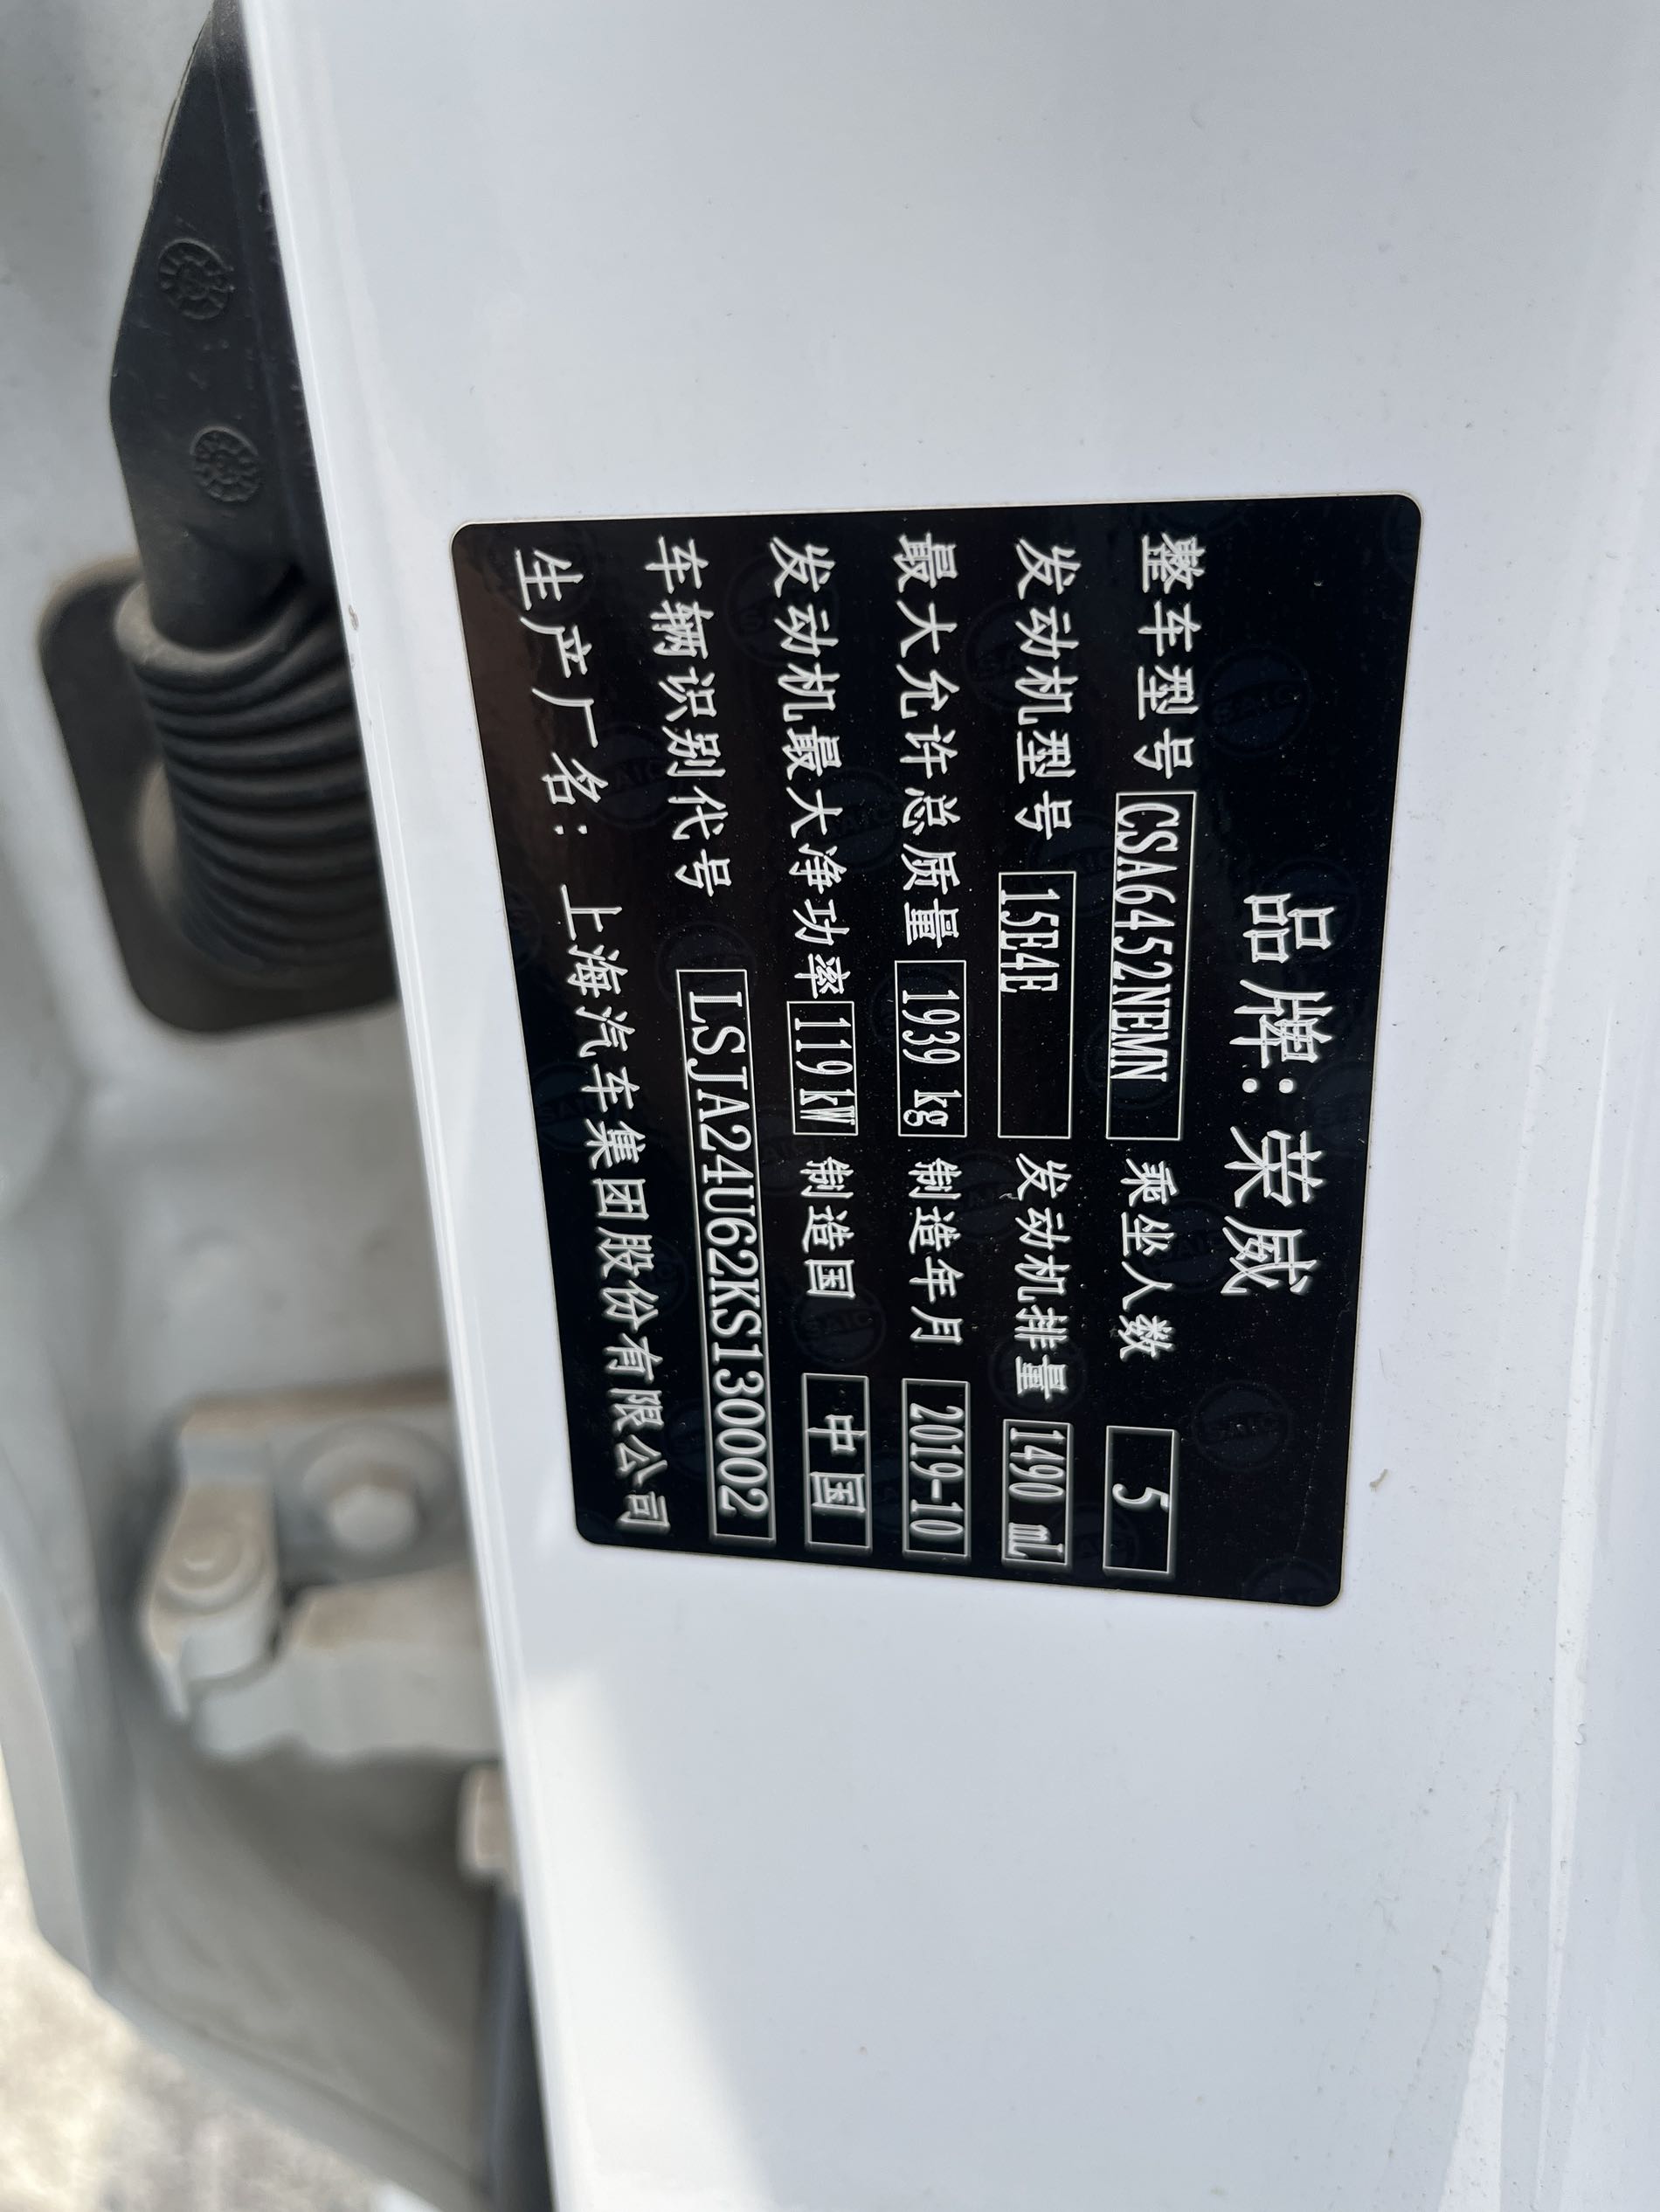 品牌：荣威
整车型号 CSA6452NEMN 乘坐人数 5
发动机型号 15E4E 发动机排量 1490 mL
最大允许总质量 1939 kg 制造年月 2019-10
发动机最大净功率 119kW 制造国 中国
车辆识别代号 LSJA24U62KS130002
生产厂名：上海汽车集团股份有限公司